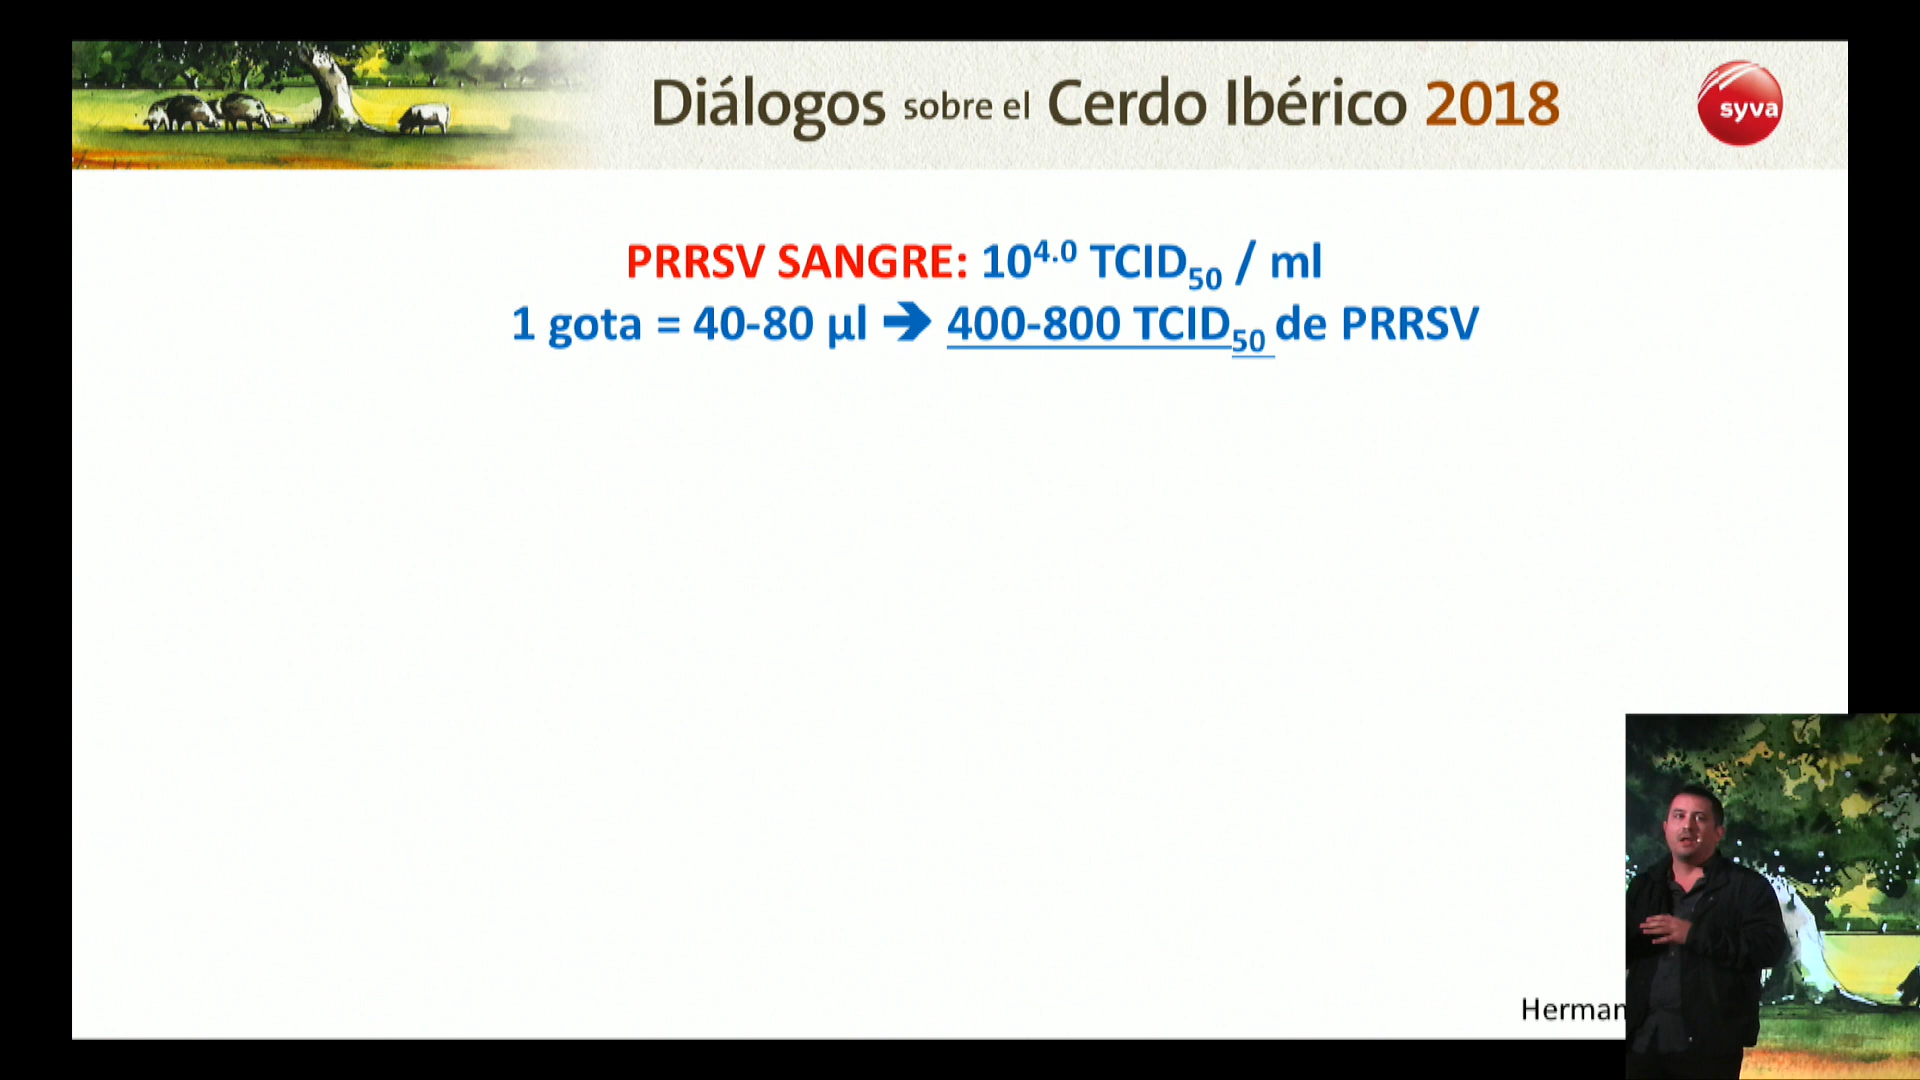 Diálogos sobre el Cerdo Ibérico 2018
syva
PRRSV SANGRE: 10⁴·⁰ TCID₅₀ / ml
1 gota = 40-80 µl ➔ 400-800 TCID₅₀ de PRRSV